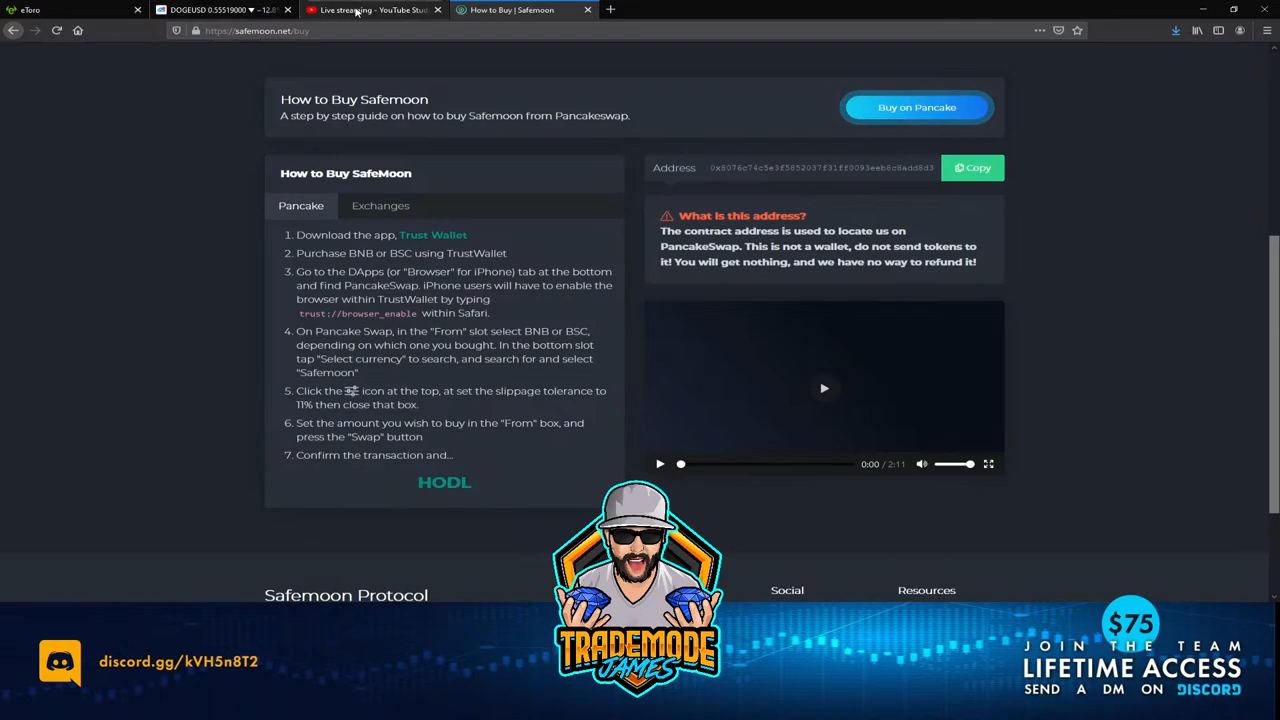 eToro
DOGEUSD 0.55519000 ▼ −12.8
Live streaming - YouTube Stud
How to Buy | Safemoon
https://safemoon.net/buy
How to Buy Safemoon
A step by step guide on how to buy Safemoon from Pancakeswap.
Buy on Pancake
How to Buy SafeMoon
Pancake
Exchanges
1. Download the app, Trust Wallet
2. Purchase BNB or BSC using TrustWallet
3. Go to the DApps (or "Browser" for iPhone) tab at the bottom
and find PancakeSwap. iPhone users will have to enable the
browser within TrustWallet by typing
trust://browser_enable within Safari.
4. On Pancake Swap, in the "From" slot select BNB or BSC,
depending on which one you bought. In the bottom slot
tap "Select currency" to search, and search for and select
"Safemoon"
5. Click the icon at the top, at set the slippage tolerance to
11% then close that box.
6. Set the amount you wish to buy in the "From" box, and
press the "Swap" button
7. Confirm the transaction and...
HODL
Address
0x8076c74c5e3f5852037f31ff0093eeb8c8add8d3
Copy
What is this address?
The contract address is used to locate us on
PancakeSwap. This is not a wallet, do not send tokens to
it! You will get nothing, and we have no way to refund it!
0:00 / 2:11
Safemoon Protocol
Social
Resources
discord.gg/kVH5n8T2
TRADEMODE
JAMES
$75
JOIN THE TEAM
LIFETIME ACCESS
SEND A DM ON DISCORD